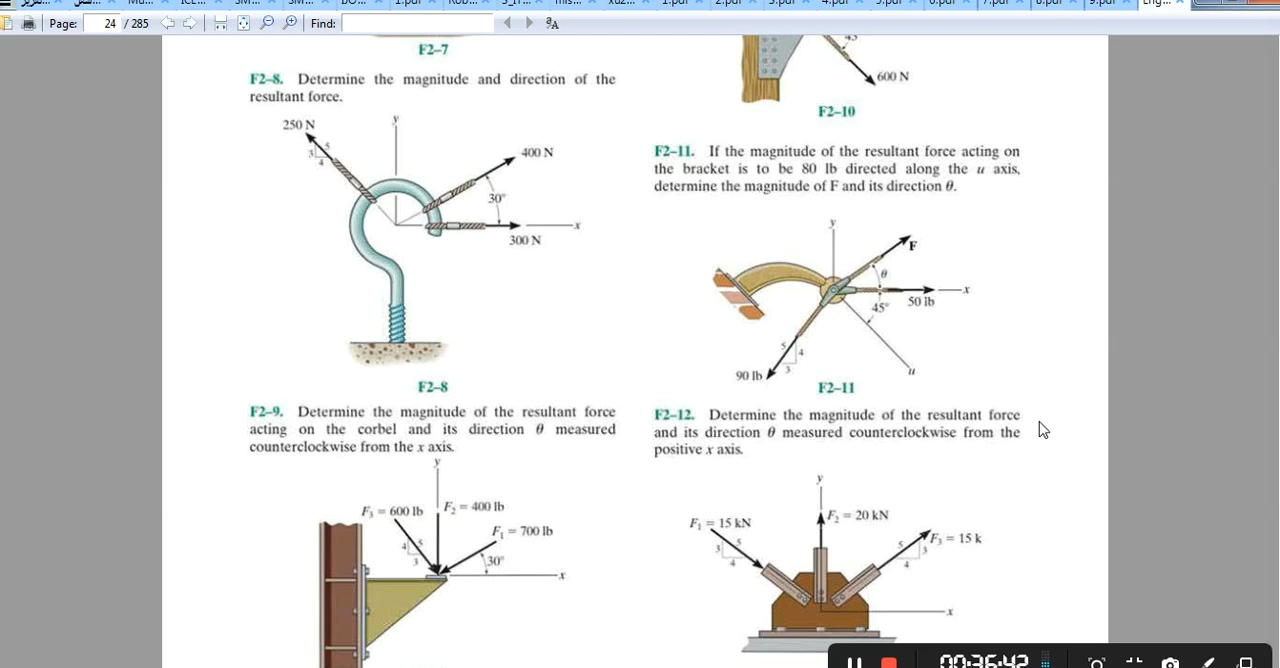 Page: 24 / 285 Find:
F2–7
F2–8. Determine the magnitude and direction of the
resultant force.
250 N
y
400 N
5
3
4
30°
x
300 N
F2–8
F2–9. Determine the magnitude of the resultant force
acting on the corbel and its direction θ measured
counterclockwise from the x axis.
y
F₃ = 600 lb
F₂ = 400 lb
F₁ = 700 lb
5
4
3
30°
x
45°
600 N
F2–10
F2–11. If the magnitude of the resultant force acting on
the bracket is to be 80 lb directed along the u axis,
determine the magnitude of F and its direction θ.
y
F
θ
x
45°
50 lb
5
4
3
90 lb
u
F2–11
F2–12. Determine the magnitude of the resultant force
and its direction θ measured counterclockwise from the
positive x axis.
y
F₁ = 15 kN
F₂ = 20 kN
F₃ = 15 k
5
3
4
5
3
4
x
00:36:42